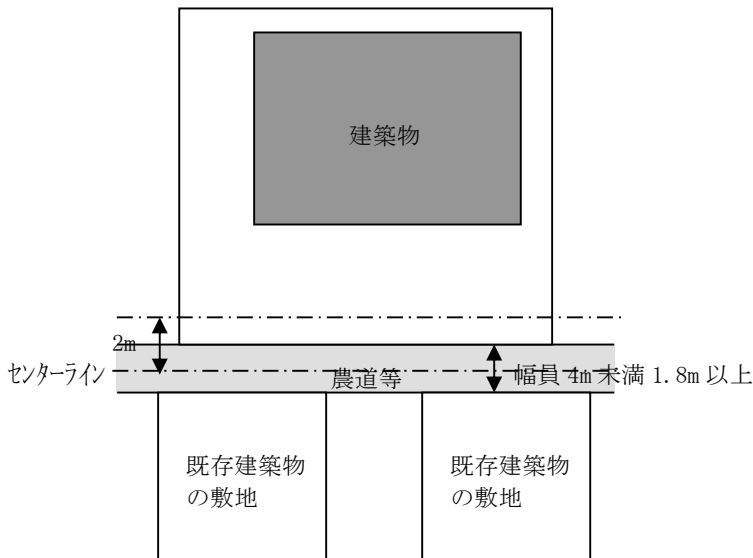 建築物
2m
センターライン
農道等
幅員 4m 未満 1.8m 以上
既存建築物
の敷地
既存建築物
の敷地